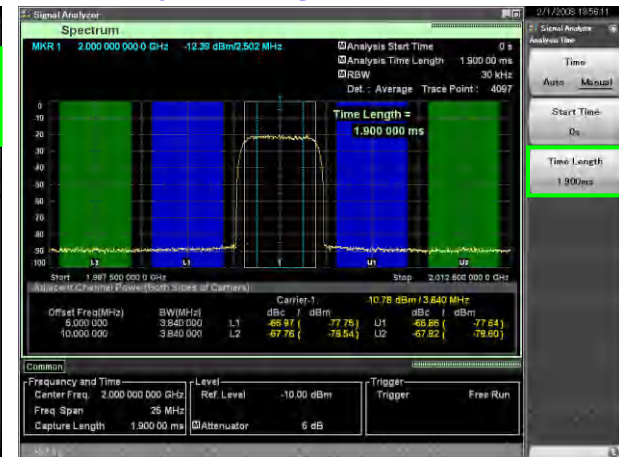 Signal Analyzer
2/1/2008 18:56:11
Spectrum
MKR 1 2.000 000 000 0 GHz -12.39 dBm/2.502 MHz
Analysis Start Time 0 s
Analysis Time Length 1.900 00 ms
RBW 30 kHz
Det. : Average Trace Point : 4097
Time Length =
1.900 000 ms
0
-10
-30
-40
-50
-60
-70
-80
-90
-100
L2 L1 1 U1 U2
Start 1.987 500 000 0 GHz Stop 2.012 500 000 0 GHz
Adjacent Channel Power(Both Sides of Carriers)
Carrier-1. -10.78 dBm / 3.840 MHz
Offset Freq(MHz) BW(MHz) dBc / dBm dBc / dBm
5.000 000 3.840 000 L1 -66.97 ( -77.75) U1 -66.86 ( -77.64)
10.000 000 3.840 000 L2 -67.76 ( -78.54) U2 -67.82 ( -78.60)
Common
Frequency and Time Level Trigger
Center Freq. 2.000 000 000 GHz Ref. Level -10.00 dBm Trigger Free Run
Freq. Span 25 MHz
Capture Length 1.900 00 ms Attenuator 6 dB
Signal Analyzer
Analysis Time
Time
Auto Manual
Start Time
0s
Time Length
1.900ms